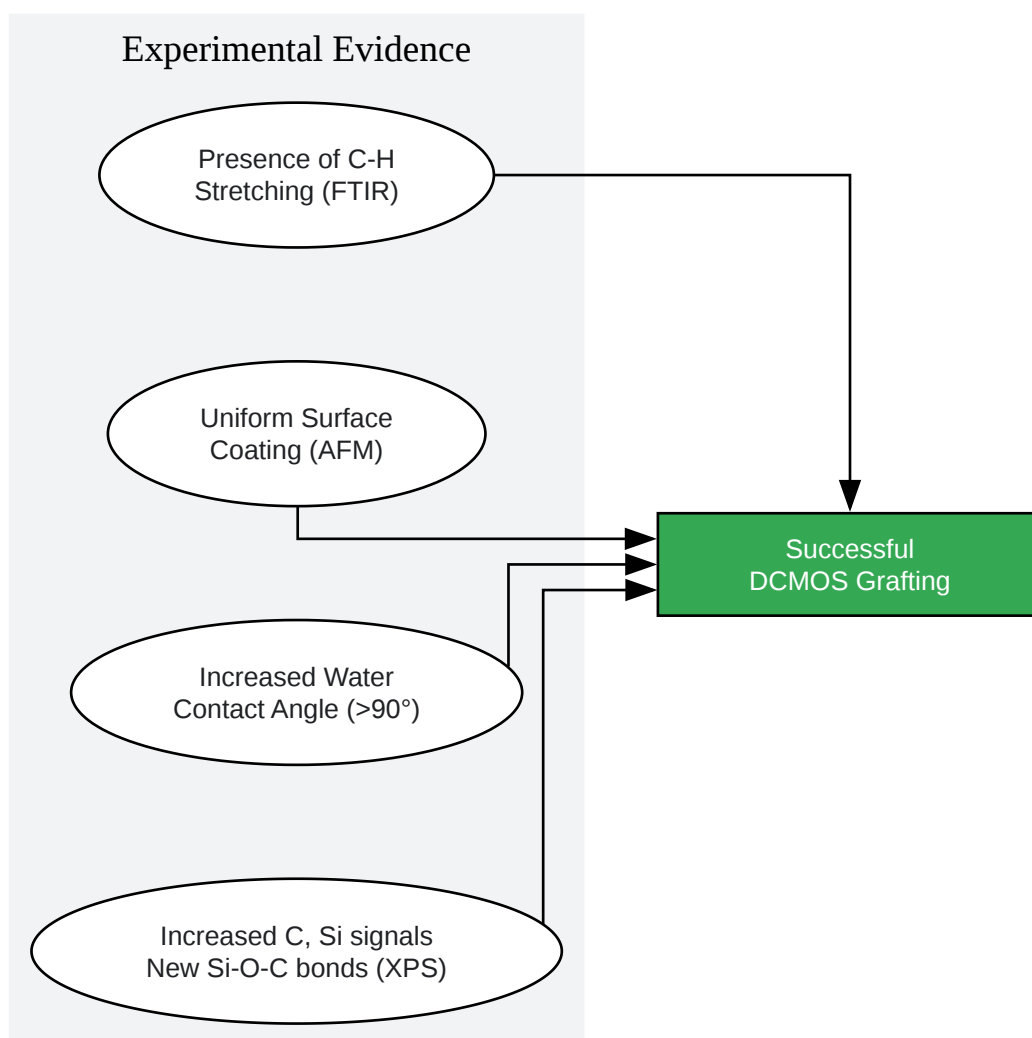 Experimental Evidence
Presence of C-H
Stretching (FTIR)
Uniform Surface
Coating (AFM)
Successful
DCMOS Grafting
Increased Water
Contact Angle (>90°)
Increased C, Si signals
New Si-O-C bonds (XPS)